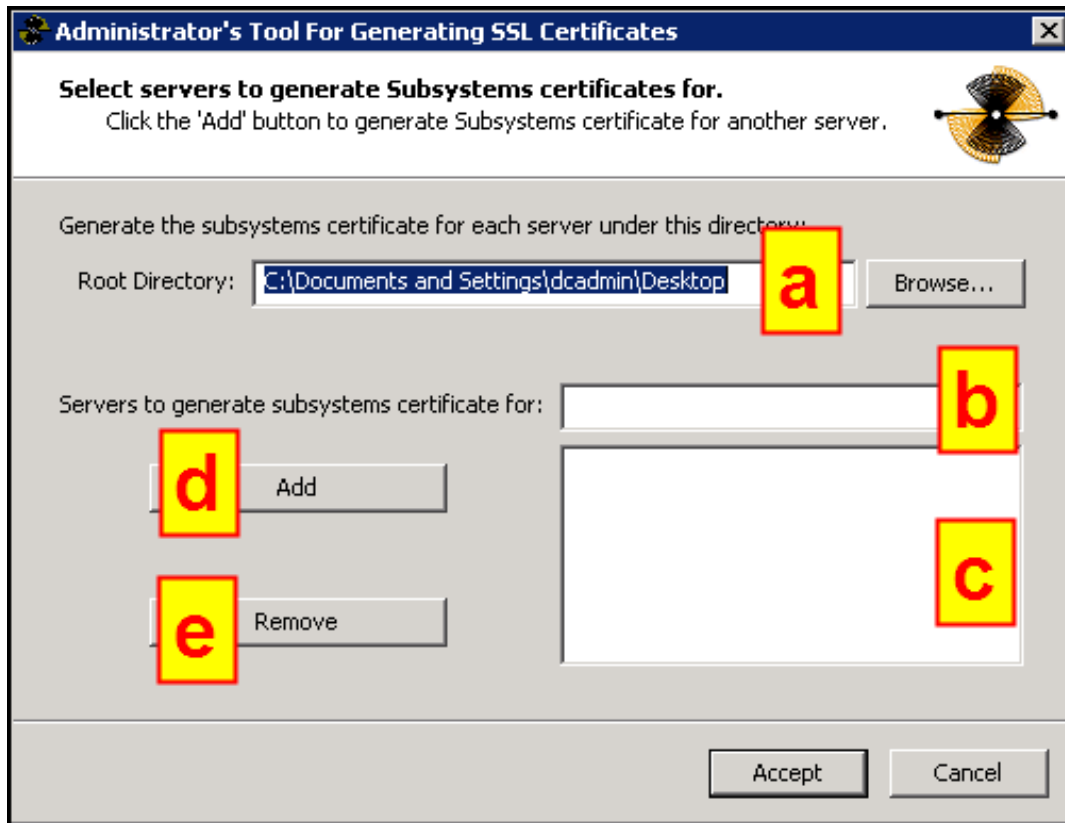 Administrator's Tool For Generating SSL Certificates
Select servers to generate Subsystems certificates for.
Click the 'Add' button to generate Subsystems certificate for another server.
Generate the subsystems certificate for each server under this directory:
Root Directory: C:\Documents and Settings\dcadmin\Desktop a Browse...
Servers to generate subsystems certificate for: b
d Add
c
e Remove
Accept Cancel